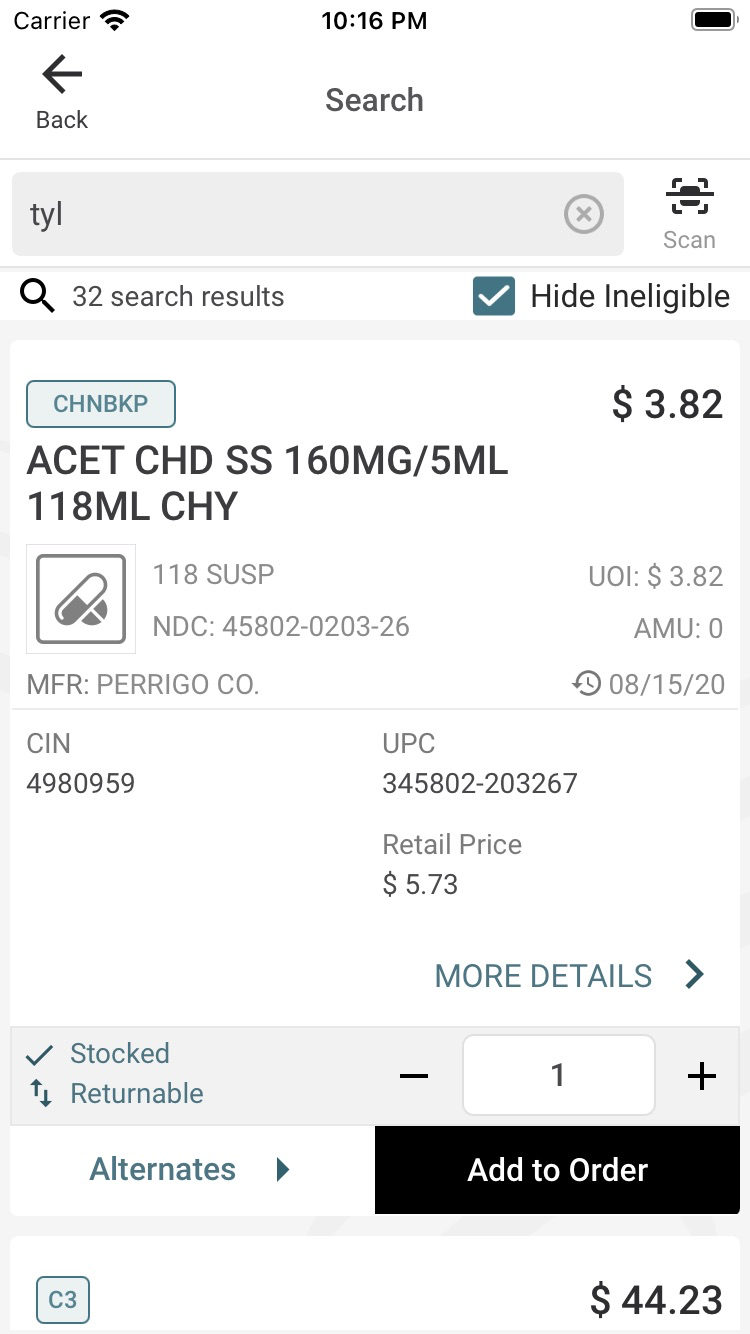 Carrier 10:16 PM
Back
Search
tyl
Scan
32 search results Hide Ineligible
CHNBKP $ 3.82
ACET CHD SS 160MG/5ML
118ML CHY
118 SUSP UOI: $ 3.82
NDC: 45802-0203-26 AMU: 0
MFR: PERRIGO CO. 08/15/20
CIN UPC
4980959 345802-203267
Retail Price
$ 5.73
MORE DETAILS
Stocked
Returnable
1
Alternates Add to Order
C3 $ 44.23